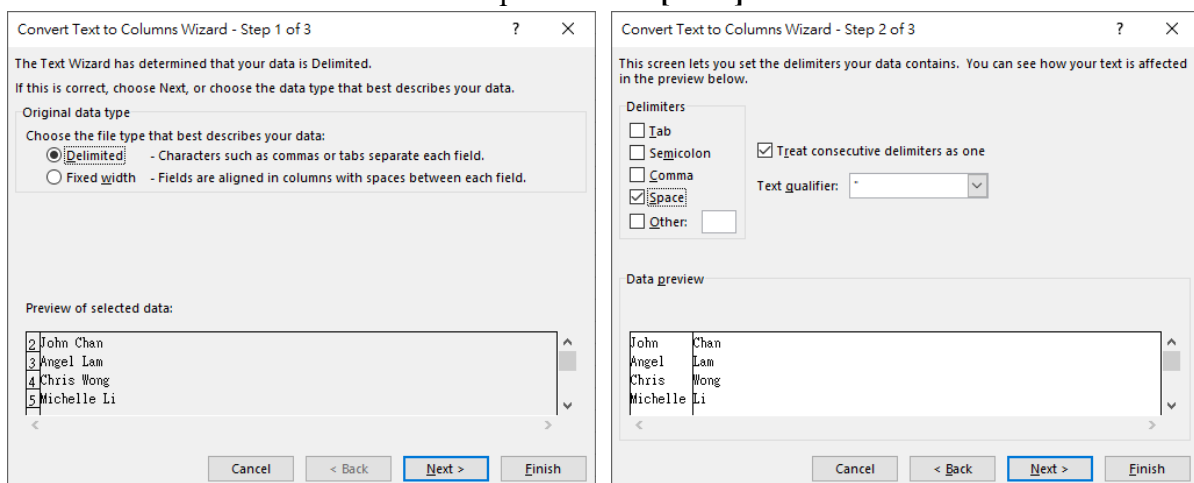 Convert Text to Columns Wizard - Step 1 of 3 ? ×
The Text Wizard has determined that your data is Delimited.
If this is correct, choose Next, or choose the data type that best describes your data.
Original data type
Choose the file type that best describes your data:
Delimited - Characters such as commas or tabs separate each field.
Fixed width - Fields are aligned in columns with spaces between each field.
Preview of selected data:
2 John Chan
3 Angel Lam
4 Chris Wong
5 Michelle Li
Cancel < Back Next > Finish
Convert Text to Columns Wizard - Step 2 of 3 ? ×
This screen lets you set the delimiters your data contains. You can see how your text is affected
in the preview below.
Delimiters
Tab
Semicolon
Comma
Space
Other:
Treat consecutive delimiters as one
Text qualifier: "
Data preview
John Chan
Angel Lam
Chris Wong
Michelle Li
Cancel < Back Next > Finish